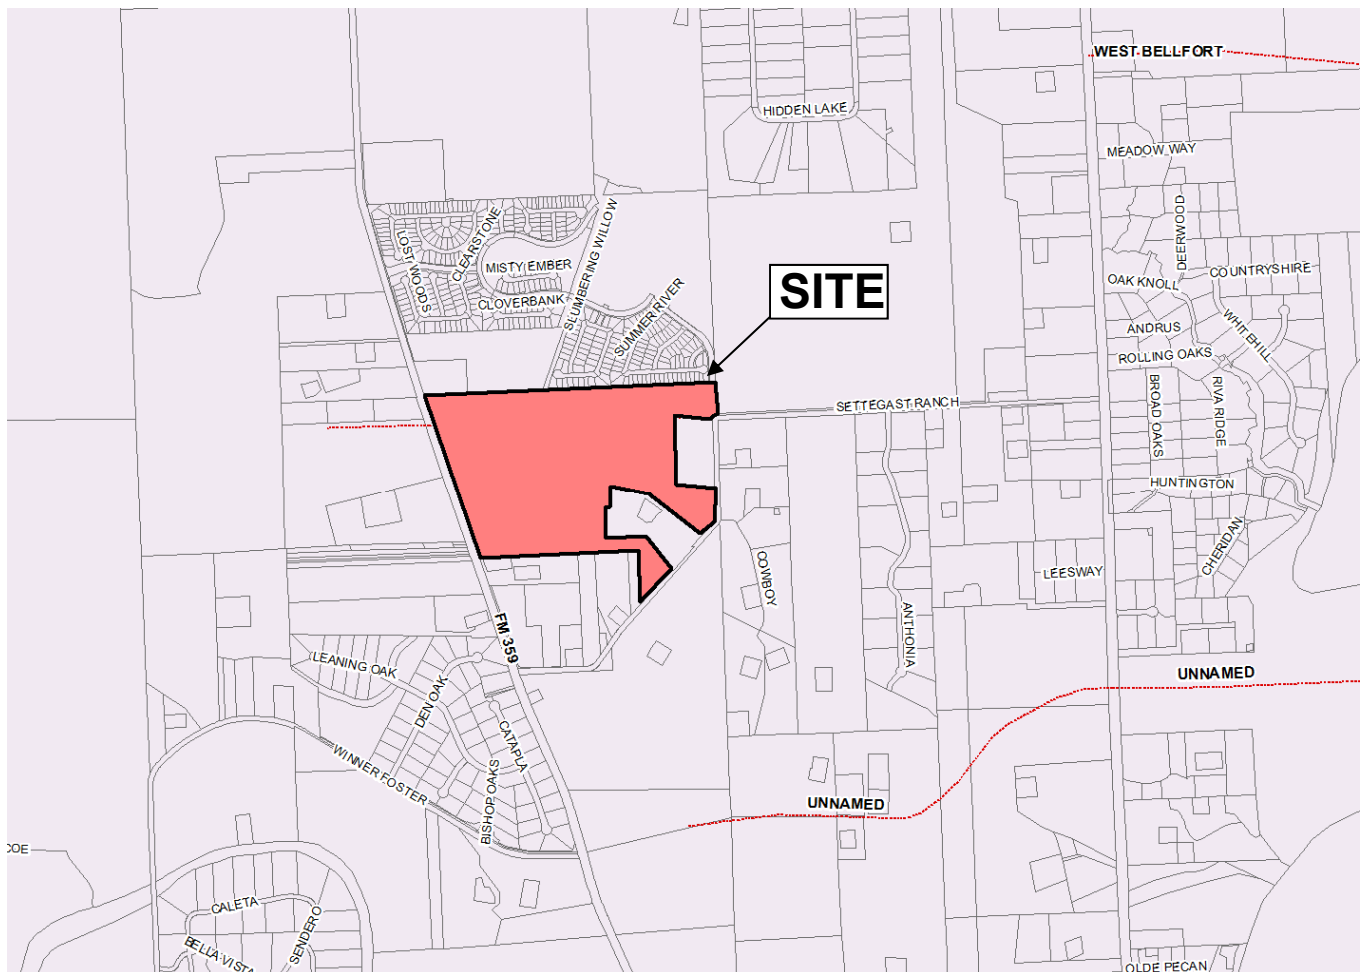 WEST BELLFORT
HIDDEN LAKE
MEADOW WAY
DEERWOOD
LOST WOODS
CLEARSTONE
SLUMBERING WILLOW
MISTY EMBER
CLOVERBANK
SUMMER RIVER
SITE
OAK KNOLL
COUNTRYSHIRE
ANDRUS
WHITEHILL
ROLLING OAKS
BROAD OAKS
RIVA RIDGE
SETTEGAST RANCH
HUNTINGTON
CHERIDAN
COWBOY
LEESWAY
ANTHONIA
FM 359
LEANING OAK
DEN OAK
CATAPLA
UNNAMED
WINNER FOSTER
BISHOP OAKS
UNNAMED
COE
CALETA
SENDERO
BELLA VISTA
OLDE PECAN